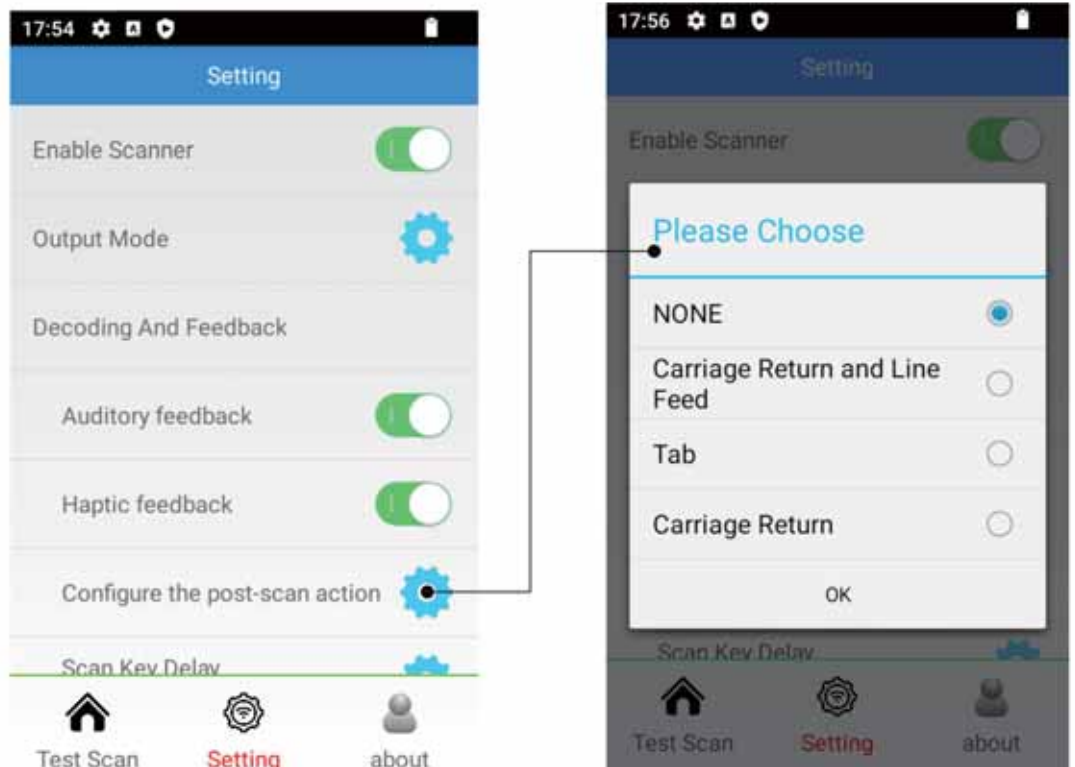 17:54
Setting
Enable Scanner
Output Mode
Decoding And Feedback
Auditory feedback
Haptic feedback
Configure the post-scan action
Scan Key Delay
Test Scan
Setting
about
17:56
Setting
Enable Scanner
Please Choose
NONE
Carriage Return and Line
Feed
Tab
Carriage Return
OK
Scan Key Delay
Test Scan
Setting
about